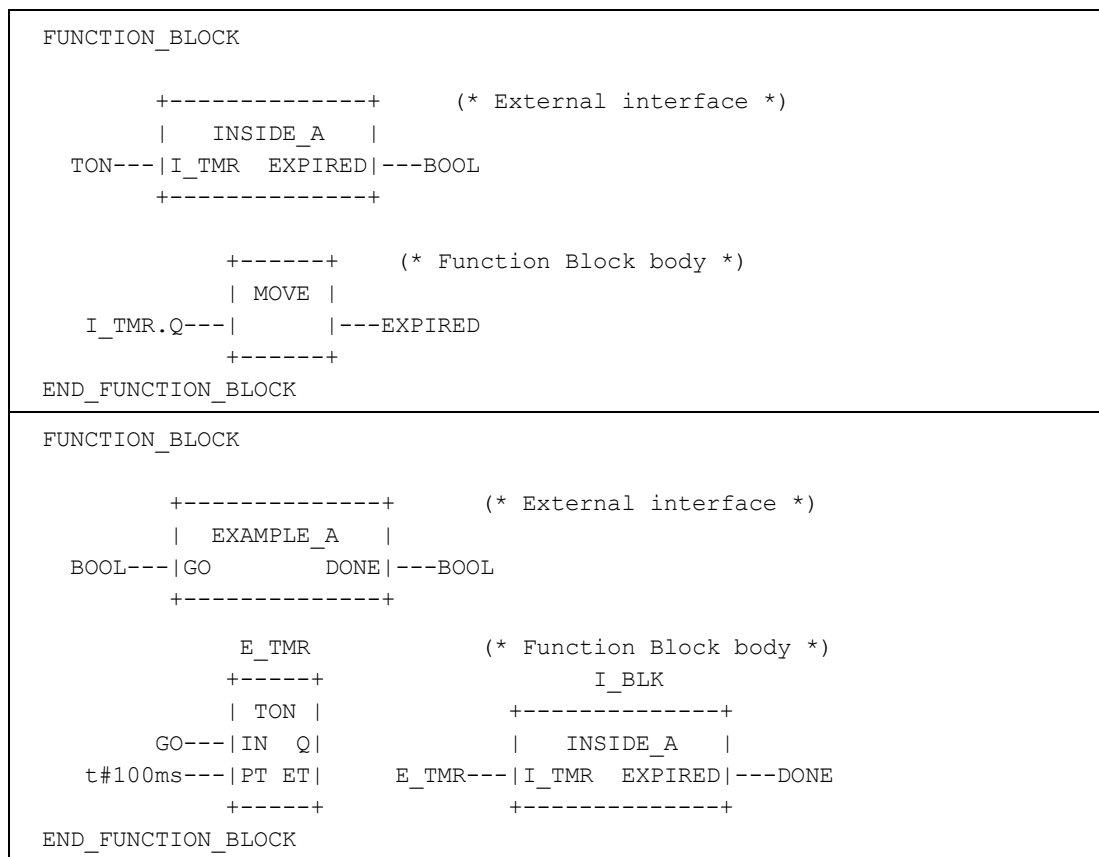 FUNCTION_BLOCK
+--------------+ (* External interface *)
| INSIDE_A |
TON---|I_TMR EXPIRED|---BOOL
+--------------+
+------+ (* Function Block body *)
| MOVE |
I_TMR.Q---| |---EXPIRED
+------+
END_FUNCTION_BLOCK
FUNCTION_BLOCK
+--------------+ (* External interface *)
| EXAMPLE_A |
BOOL---|GO DONE|---BOOL
+--------------+
E_TMR (* Function Block body *)
+-----+ I_BLK
| TON | +--------------+
GO---|IN Q| | INSIDE_A |
t#100ms---|PT ET| E_TMR---|I_TMR EXPIRED|---DONE
+-----+ +--------------+
END_FUNCTION_BLOCK